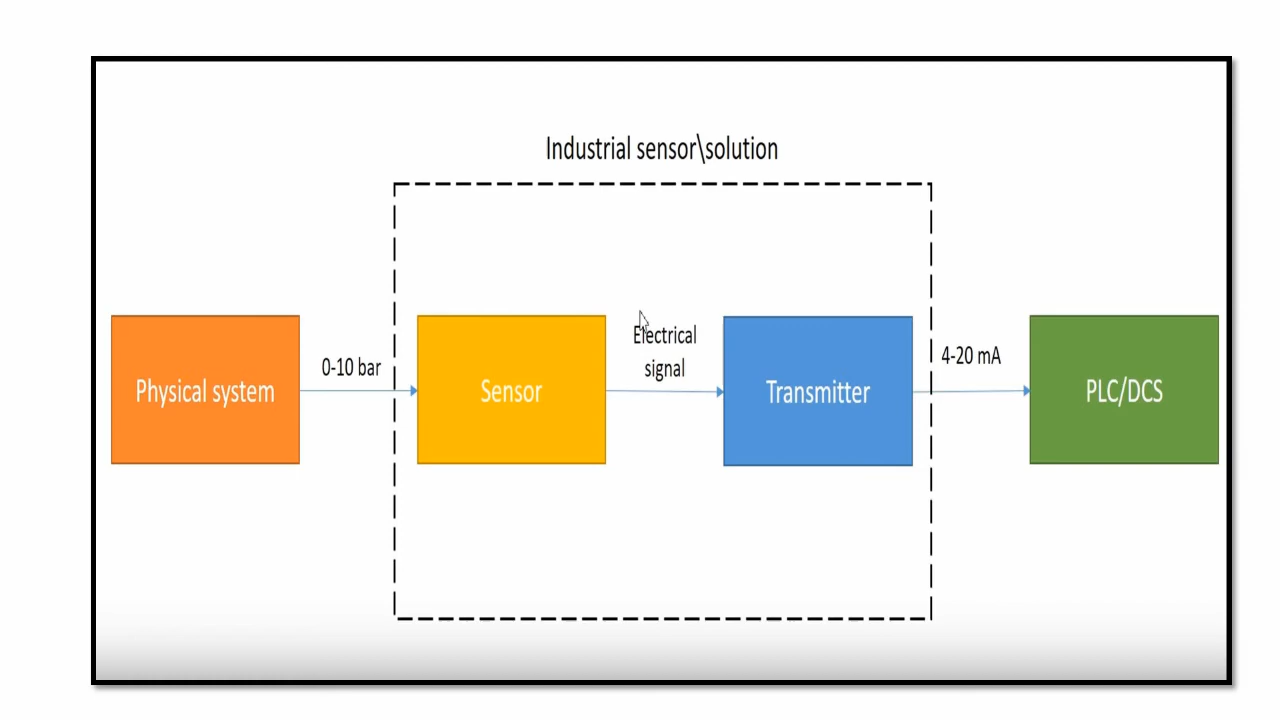 Industrial sensor\solution
Physical system
0-10 bar
Sensor
Electrical
signal
Transmitter
4-20 mA
PLC/DCS